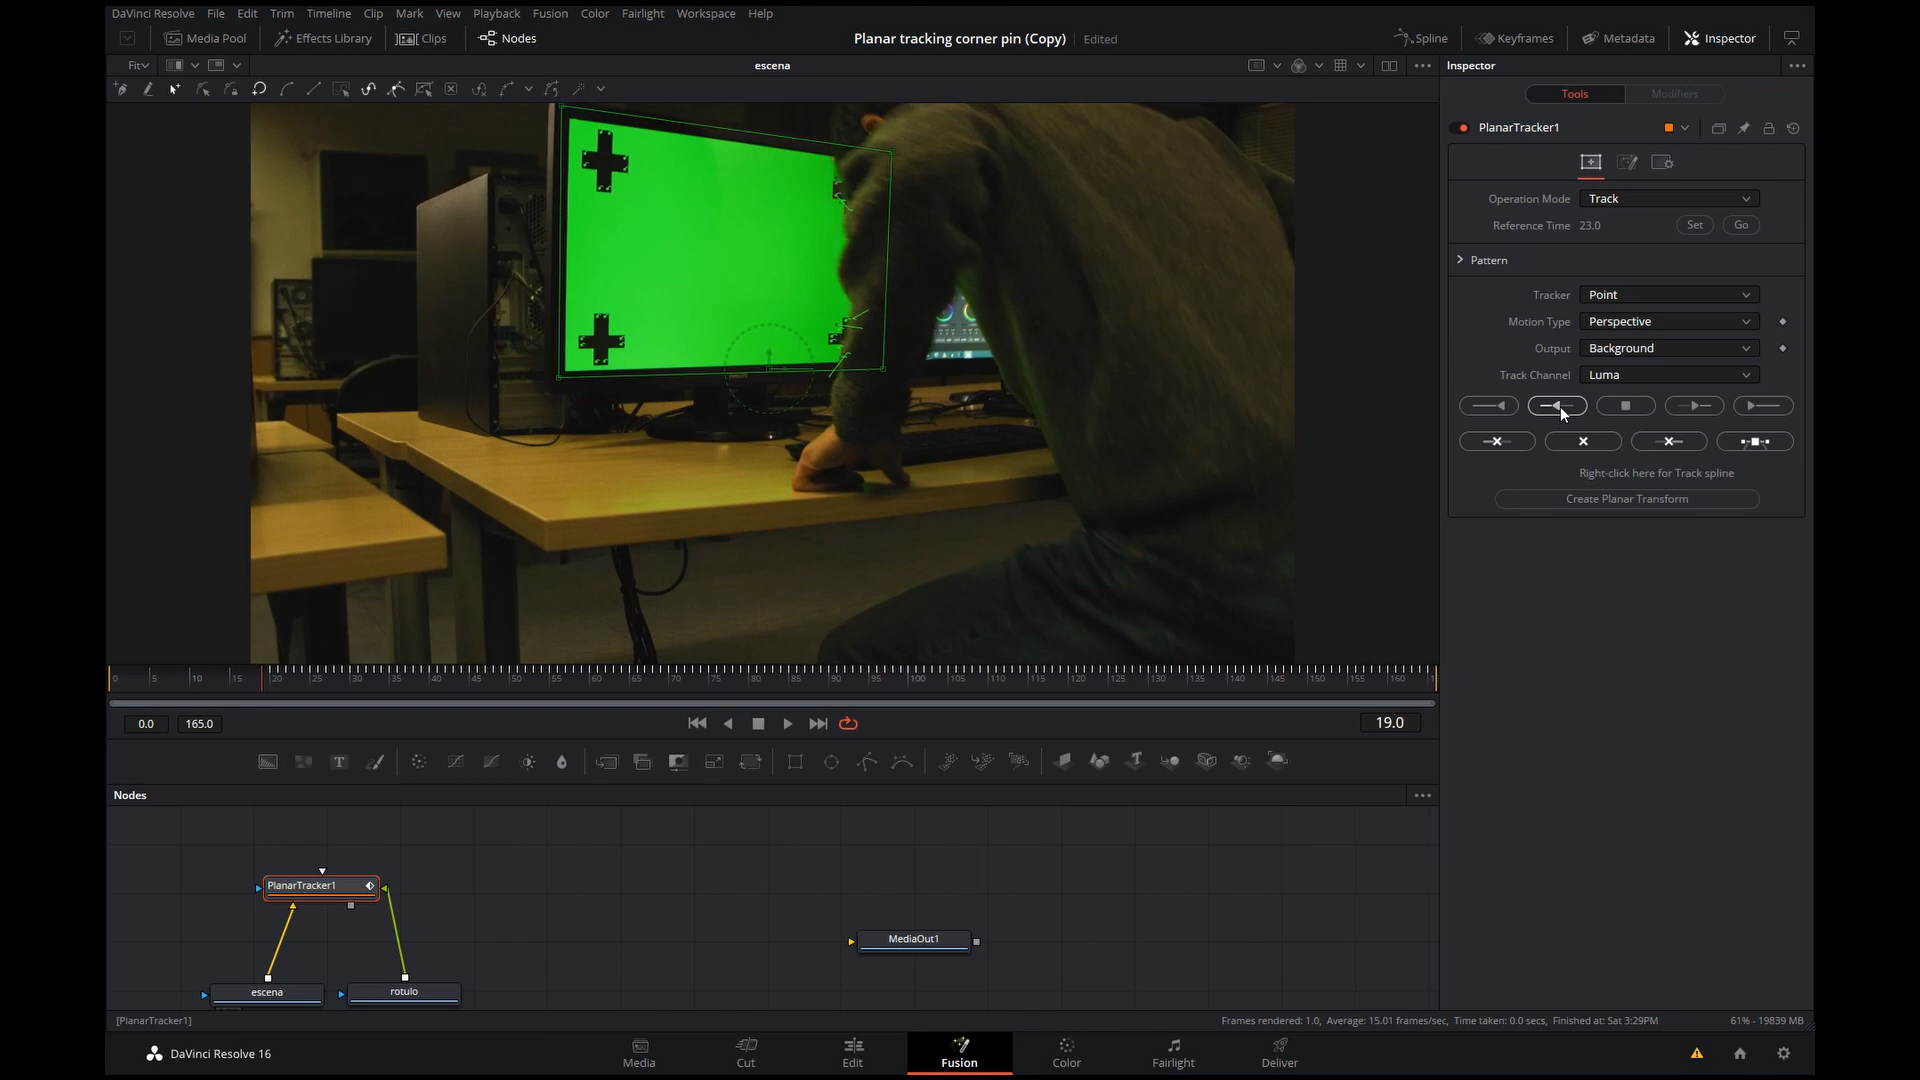 DaVinci Resolve File Edit Trim Timeline Clip Mark View Playback Fusion Color Fairlight Workspace Help
Media Pool Effects Library Clips Nodes Planar tracking corner pin (Copy) Edited Spline Keyframes Metadata Inspector
Fit escena Inspector
Tools Modifiers
PlanarTracker1
Operation Mode Track
Reference Time 23.0 Set Go
Pattern
Tracker Point
Motion Type Perspective
Output Background
Track Channel Luma
Right-click here for Track spline
Create Planar Transform
0 5 10 15 20 25 30 35 40 45 50 55 60 65 70 75 80 85 90 95 100 105 110 115 120 125 130 135 140 145 150 155 160
0.0 165.0 19.0
Nodes
PlanarTracker1
MediaOut1
escena rotulo
[PlanarTracker1] Frames rendered: 1.0, Average: 15.01 frames/sec, Time taken: 0.0 secs, Finished at: Sat 3:29PM 61% - 19839 MB
DaVinci Resolve 16 Media Cut Edit Fusion Color Fairlight Deliver